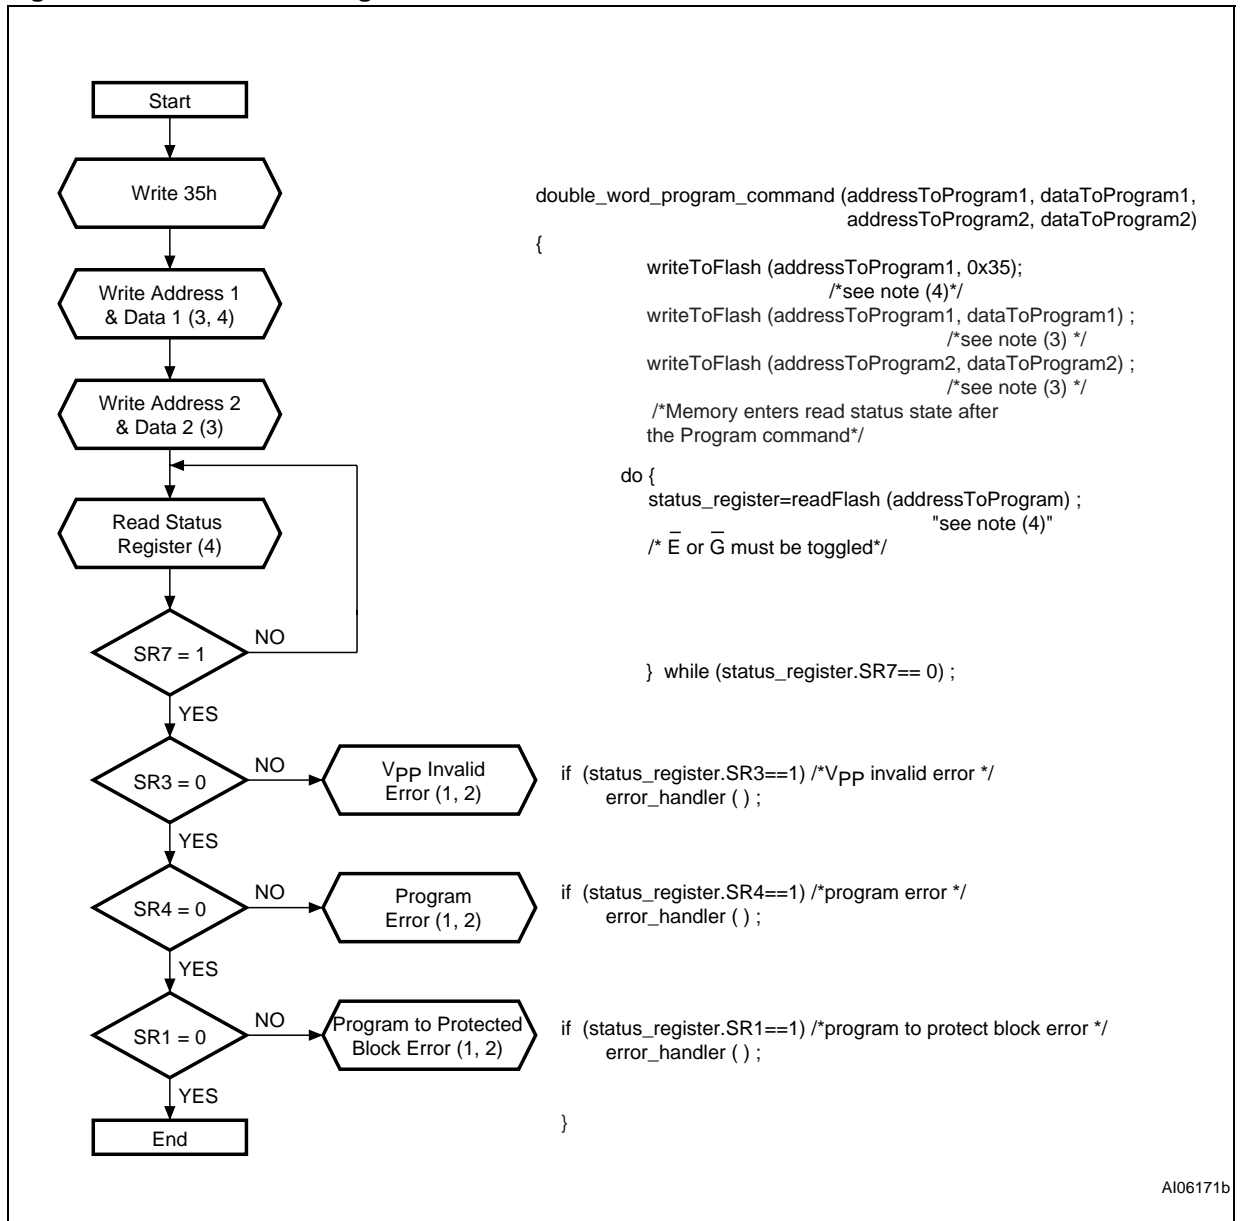 Start
Write 35h
Write Address 1
& Data 1 (3, 4)
Write Address 2
& Data 2 (3)
Read Status
Register (4)
SR7 = 1
NO
YES
SR3 = 0
NO
VPP Invalid
Error (1, 2)
YES
SR4 = 0
NO
Program
Error (1, 2)
YES
SR1 = 0
NO
Program to Protected
Block Error (1, 2)
YES
End
double_word_program_command (addressToProgram1, dataToProgram1,
addressToProgram2, dataToProgram2)
{
writeToFlash (addressToProgram1, 0x35);
/*see note (4)*/
writeToFlash (addressToProgram1, dataToProgram1) ;
/*see note (3) */
writeToFlash (addressToProgram2, dataToProgram2) ;
/*see note (3) */
/*Memory enters read status state after
the Program command*/
do {
status_register=readFlash (addressToProgram) ;
"see note (4)"
/* E̅ or G̅ must be toggled*/
} while (status_register.SR7== 0) ;
if (status_register.SR3==1) /*VPP invalid error */
error_handler ( ) ;
if (status_register.SR4==1) /*program error */
error_handler ( ) ;
if (status_register.SR1==1) /*program to protect block error */
error_handler ( ) ;
}
AI06171b